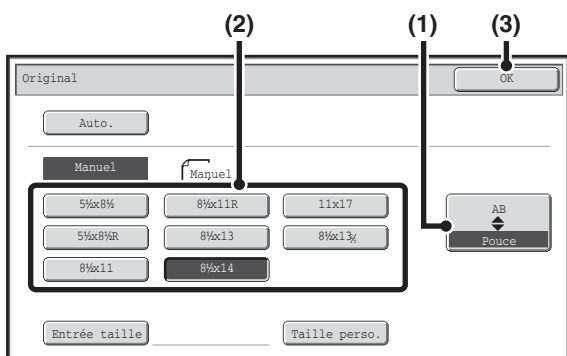 (2) (1) (3)
Original OK
Auto.
Manuel Manuel
5½x8½ 8½x11R 11x17
5½x8½R 8½x13 8½x13⅖
8½x11 8½x14
AB
Pouce
Entrée taille Taille perso.